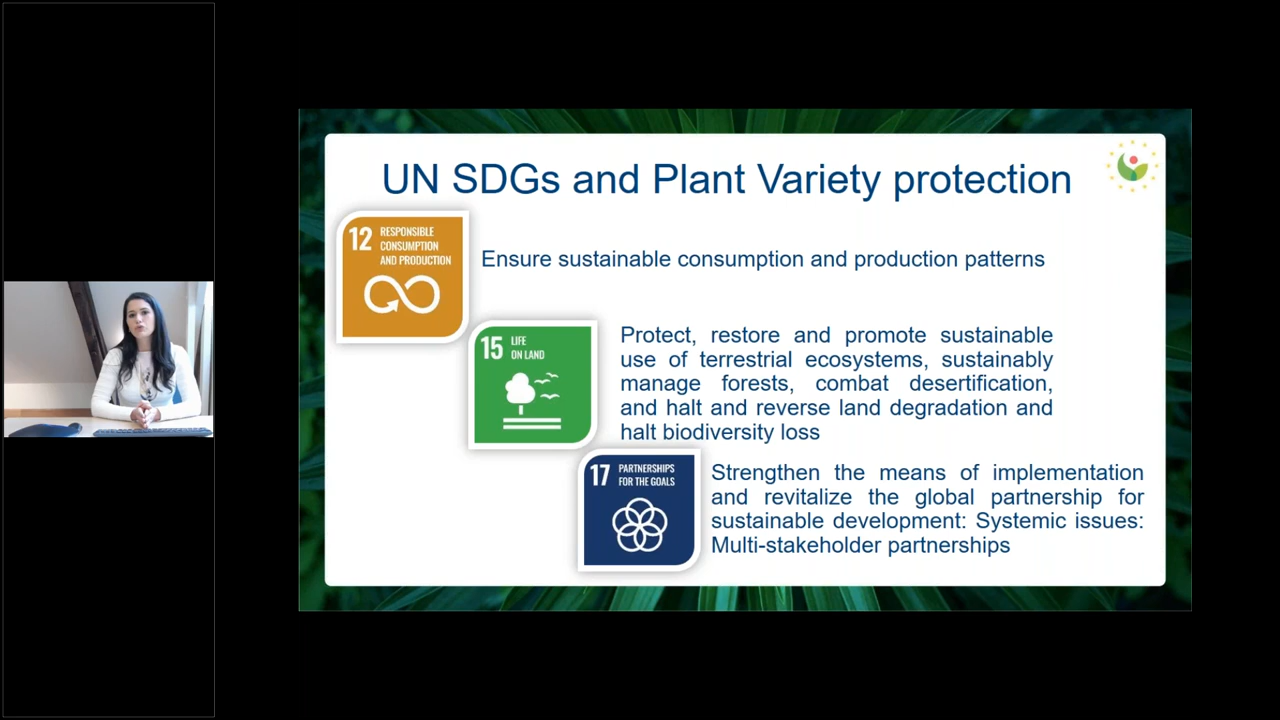 UN SDGs and Plant Variety protection
12 RESPONSIBLE
CONSUMPTION
AND PRODUCTION
Ensure sustainable consumption and production patterns
15 LIFE
ON LAND
Protect, restore and promote sustainable
use of terrestrial ecosystems, sustainably
manage forests, combat desertification,
and halt and reverse land degradation and
halt biodiversity loss
17 PARTNERSHIPS
FOR THE GOALS
Strengthen the means of implementation
and revitalize the global partnership for
sustainable development: Systemic issues:
Multi-stakeholder partnerships